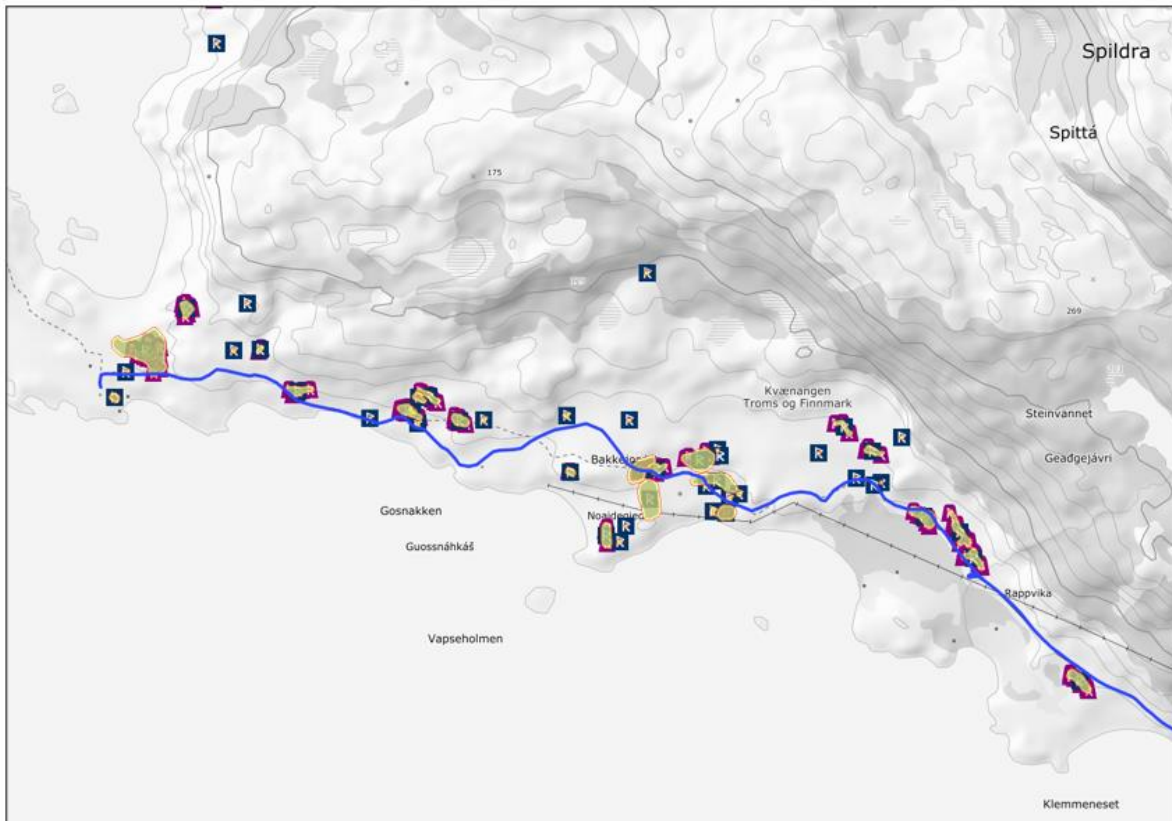 Spildra
Spittá
175
269
Kvænangen
Troms og Finnmark
Steinvannet
Geađgejávri
Gosnakken
Guossnáhkáš
Rappvika
Vapseholmen
Klemmeneset